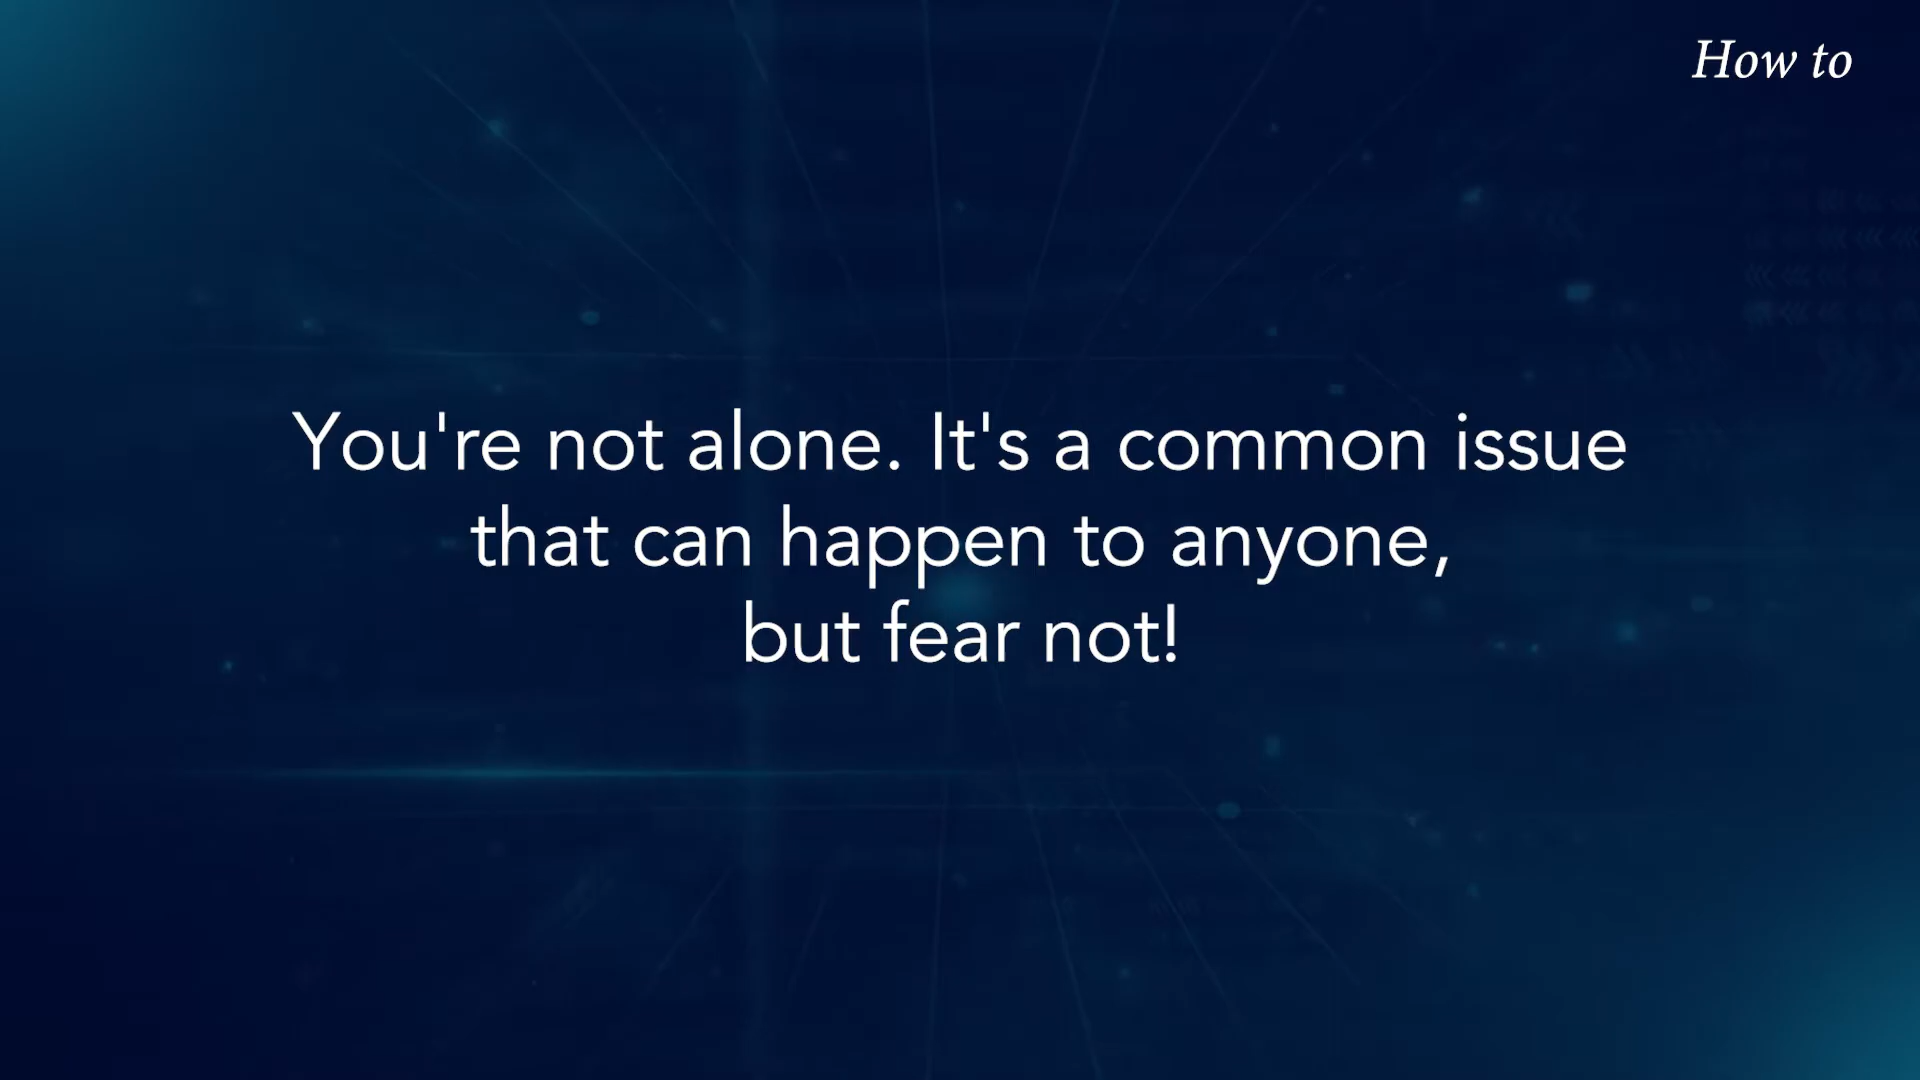 How to
You're not alone. It's a common issue
that can happen to anyone,
but fear not!